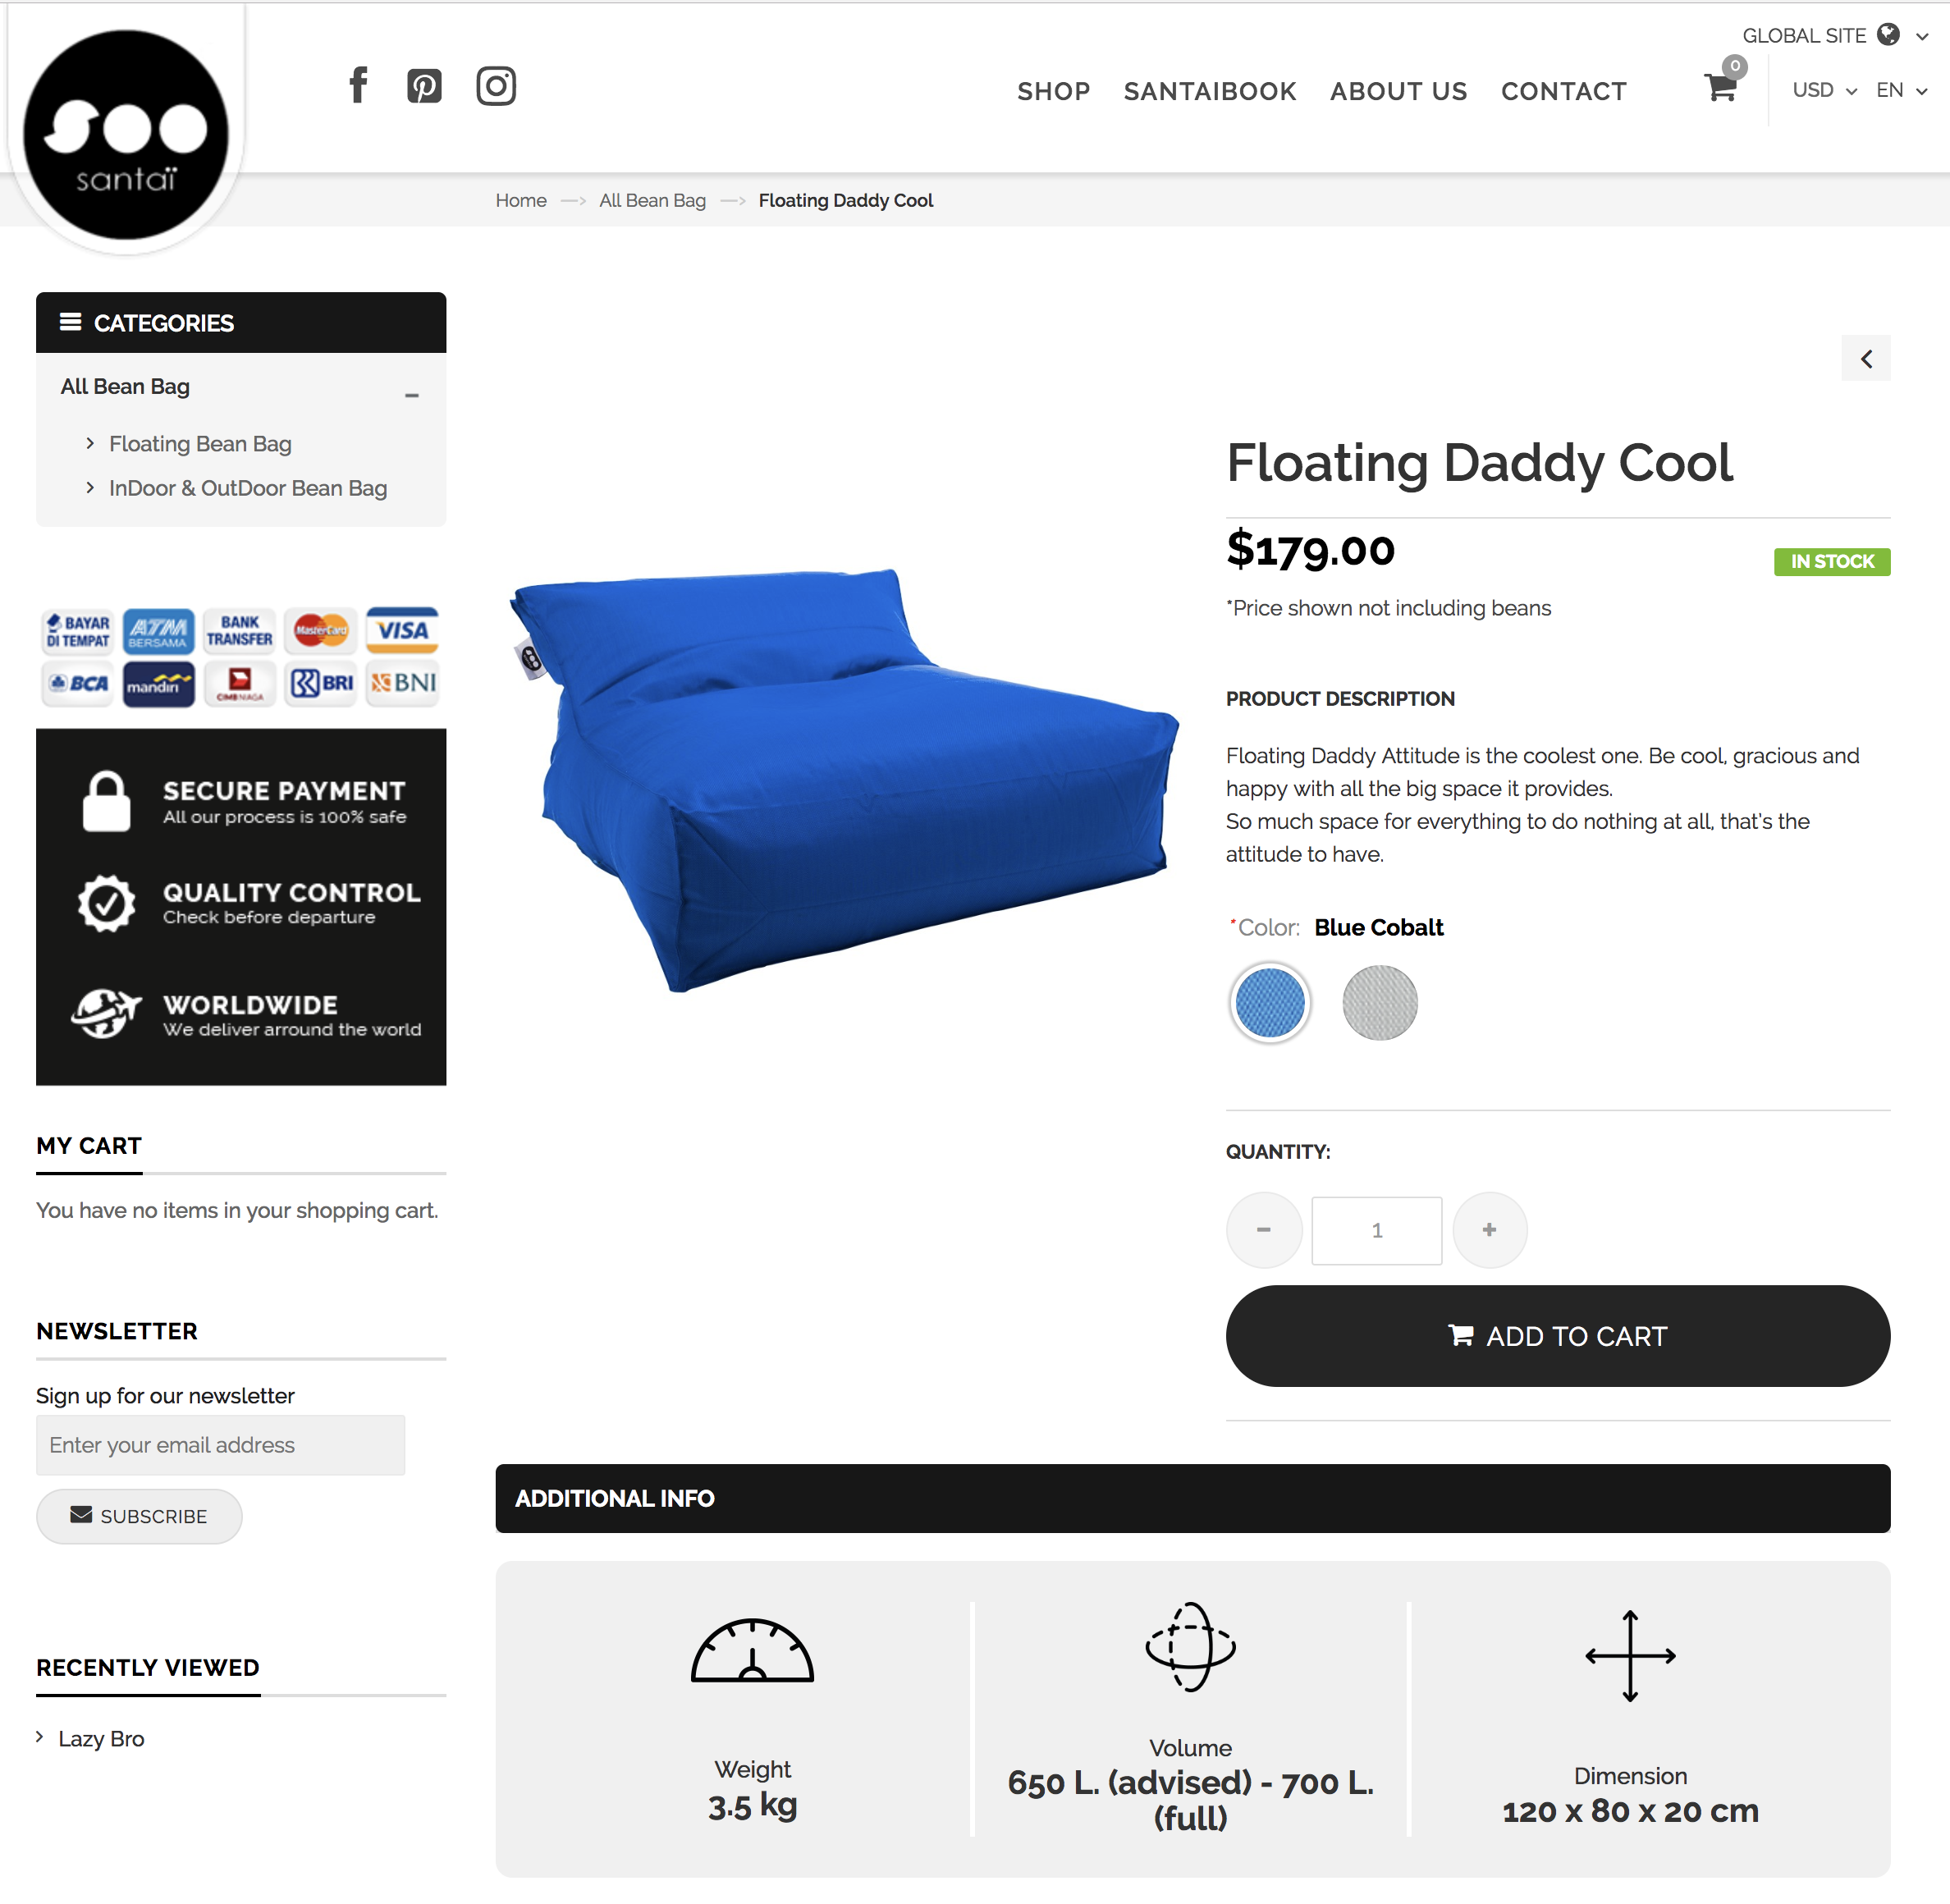 soo
santaï
GLOBAL SITE
SHOP SANTAIBOOK ABOUT US CONTACT
0
USD EN
Home All Bean Bag Floating Daddy Cool
CATEGORIES
All Bean Bag
Floating Bean Bag
InDoor & OutDoor Bean Bag
BAYAR DI TEMPAT
ATM BERSAMA
BANK TRANSFER
MasterCard
VISA
BCA
mandiri
CIMB NIAGA
BRI
BNI
SECURE PAYMENT
All our process is 100% safe
QUALITY CONTROL
Check before departure
WORLDWIDE
We deliver arround the world
MY CART
You have no items in your shopping cart.
NEWSLETTER
Sign up for our newsletter
Enter your email address
SUBSCRIBE
RECENTLY VIEWED
Lazy Bro
Floating Daddy Cool
$179.00
IN STOCK
*Price shown not including beans
PRODUCT DESCRIPTION
Floating Daddy Attitude is the coolest one. Be cool, gracious and
happy with all the big space it provides.
So much space for everything to do nothing at all, that's the
attitude to have.
*Color: Blue Cobalt
QUANTITY:
- 1 +
ADD TO CART
ADDITIONAL INFO
Weight
3.5 kg
Volume
650 L. (advised) - 700 L.
(full)
Dimension
120 x 80 x 20 cm